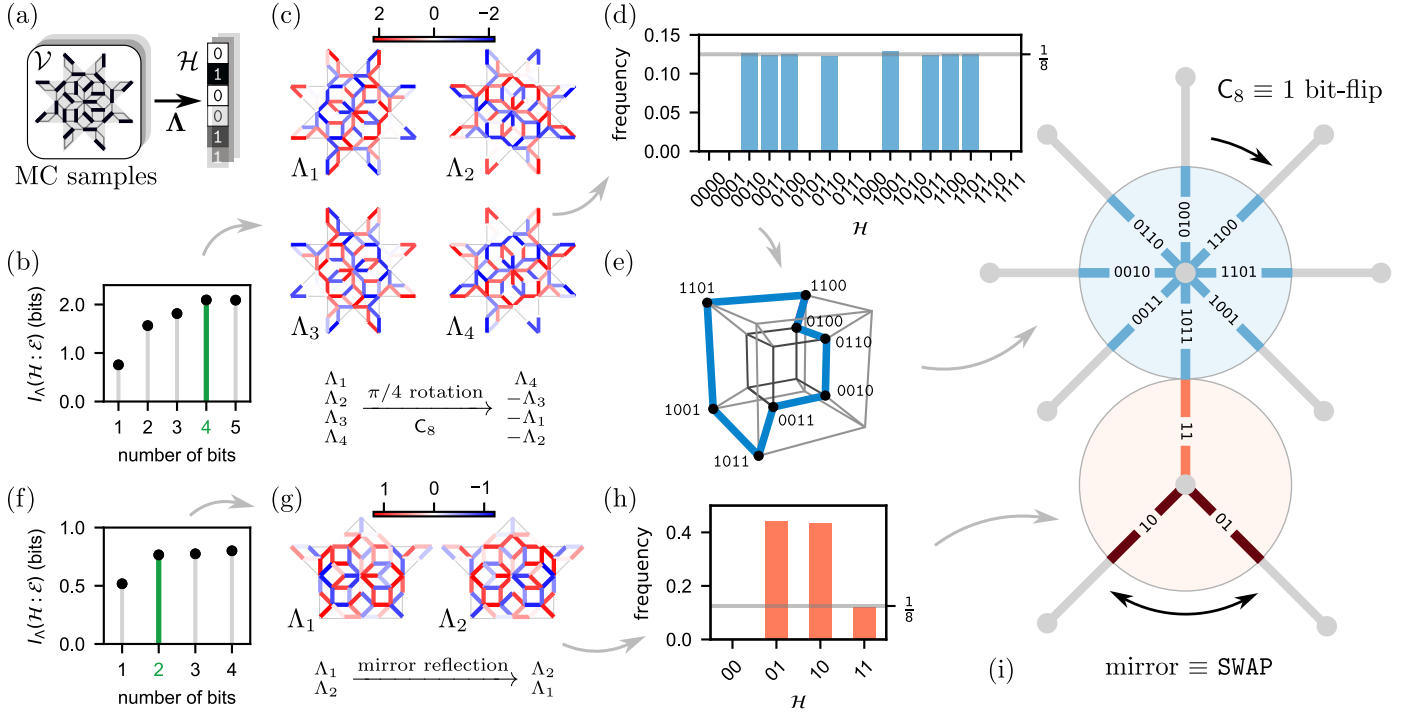 (a)
𝒱
ℋ
0
1
0
0
1
1
Λ
MC samples
(b)
I_Λ(ℋ : ℰ) (bits)
2.0
1.0
0.0
1 2 3 4 5
number of bits
(c)
2 0 −2
Λ₁ Λ₂
Λ₃ Λ₄
Λ₁ Λ₄
Λ₂ π/4 rotation −Λ₃
Λ₃ C₈ −Λ₁
Λ₄ −Λ₂
(d)
frequency
0.15
0.10
0.05
0.00
1/8
0000 0001 0010 0011 0100 0101 0110 0111 1000 1001 1010 1011 1100 1101 1110 1111
ℋ
(e)
1101 1100
0100
0110
0010
1001 0011
1011
(f)
I_Λ(ℋ : ℰ) (bits)
1.0
0.5
0.0
1 2 3 4
number of bits
(g)
1 0 −1
Λ₁ Λ₂
Λ₁ mirror reflection Λ₂
Λ₂ Λ₁
(h)
frequency
0.4
0.2
0.0
1/8
00 01 10 11
ℋ
C₈ ≡ 1 bit-flip
0010
0110 1100
0010 1101
0011 1001
1011
11
10 01
(i)
mirror ≡ SWAP